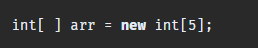 int[ ] arr = new int[5];